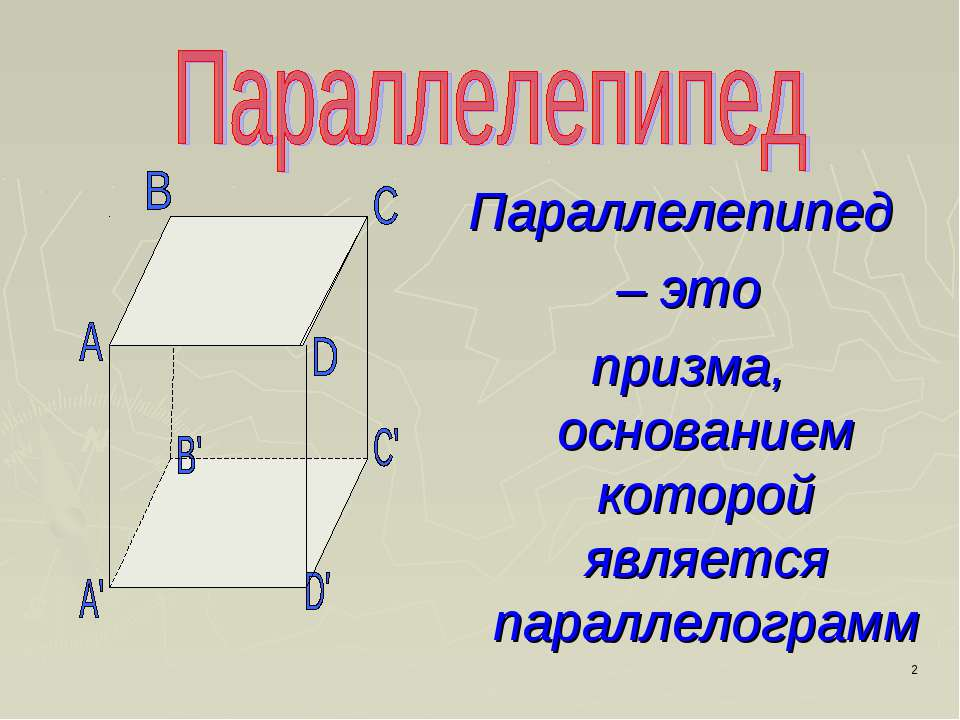 Параллелепипед
B
C
A
D
B'
C'
A'
D'
Параллелепипед
– это
призма,
основанием
которой
является
параллелограмм
2